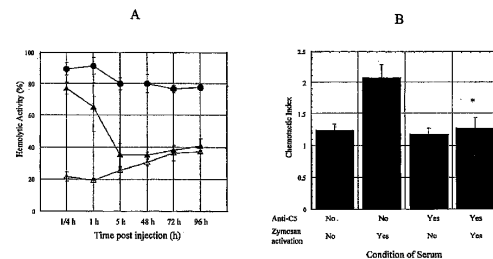 A
100
80
60
40
20
0
Hemolytic Activity (%)
1/4 h 1 h 5 h 48 h 72 h 96 h
Time post injection (h)
B
2.5
2
1.5
1
0.5
0
Chemotactic Index
*
Anti-C5 No. No Yes Yes
Zymosan
activation No Yes No Yes
Condition of Serum